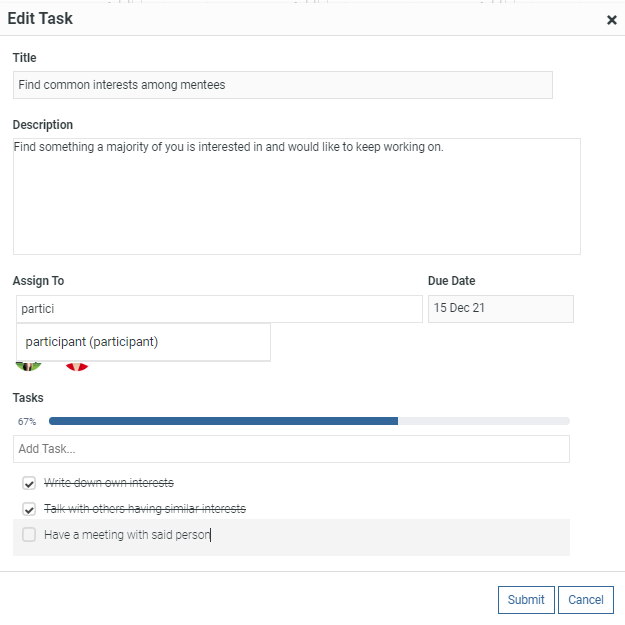 Edit Task
Title
Find common interests among mentees
Description
Find something a majority of you is interested in and would like to keep working on.
Assign To
Due Date
partici
15 Dec 21
participant (participant)
Tasks
67%
Add Task...
Write down own interests
Talk with others having similar interests
Have a meeting with said person
Submit
Cancel